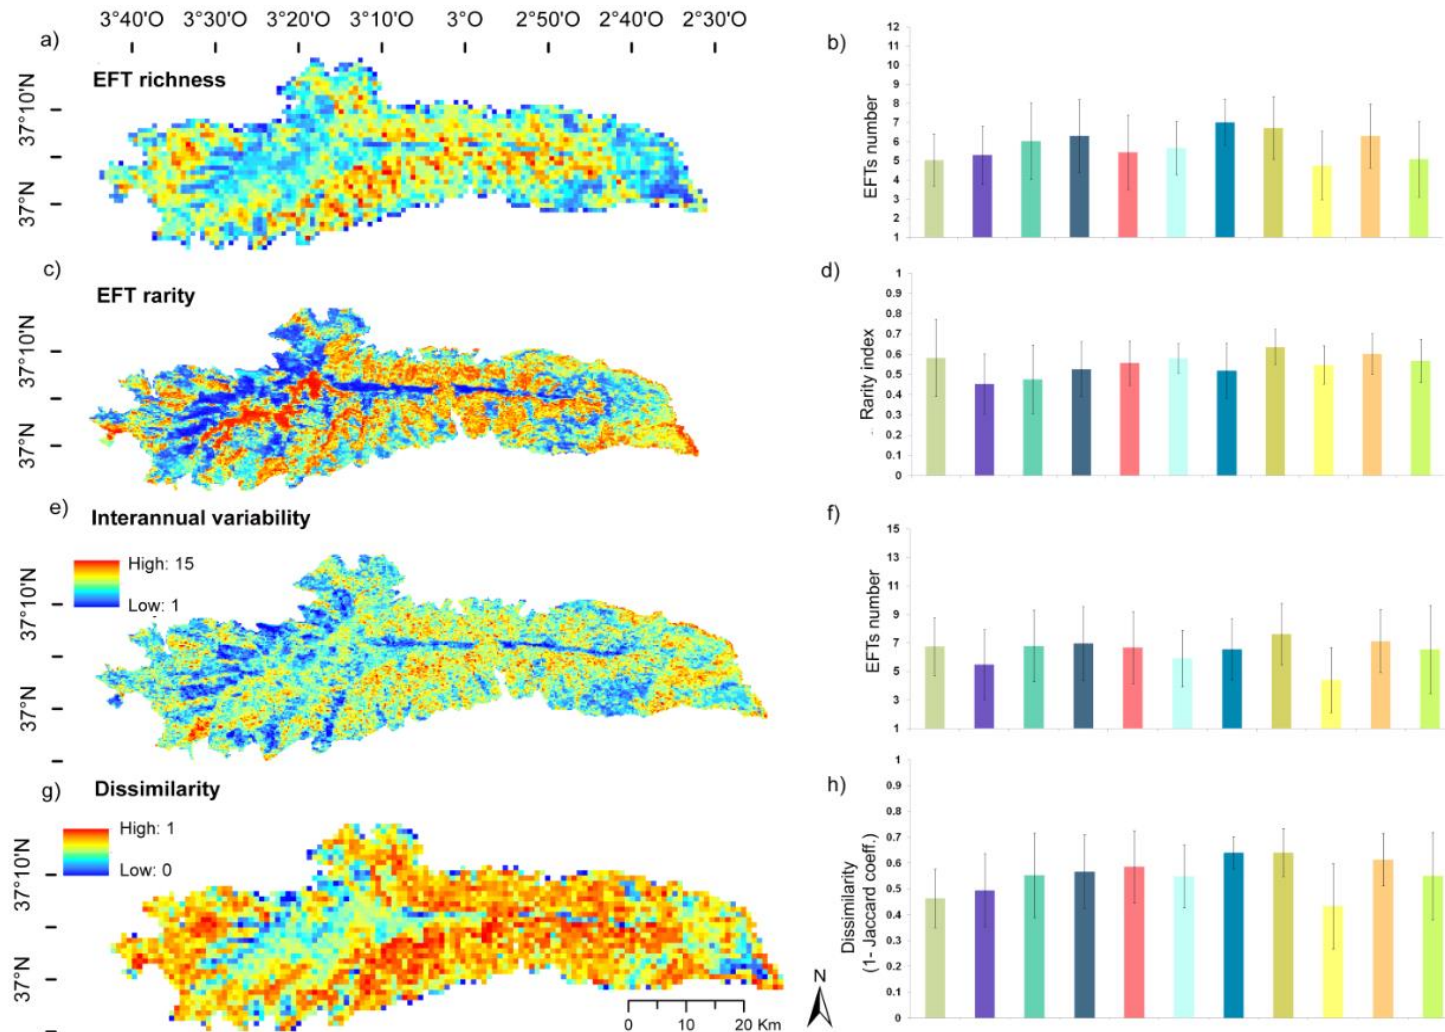 3°40'O 3°30'O 3°20'O 3°10'O 3°O 2°50'O 2°40'O 2°30'O
a)
EFT richness
37°10'N
37°N
b)
EFTs number
12
11
10
9
8
7
6
5
4
3
2
1
c)
EFT rarity
37°10'N
37°N
d)
Rarity index
1
0.9
0.8
0.7
0.6
0.5
0.4
0.3
0.2
0.1
0
e)
Interannual variability
High: 15
Low: 1
37°10'N
37°N
f)
EFTs number
15
13
11
9
7
5
3
1
g)
Dissimilarity
High: 1
Low: 0
37°10'N
37°N
N
0 10 20 Km
h)
Dissimilarity
(1- Jaccard coeff.)
1
0.9
0.8
0.7
0.6
0.5
0.4
0.3
0.2
0.1
0